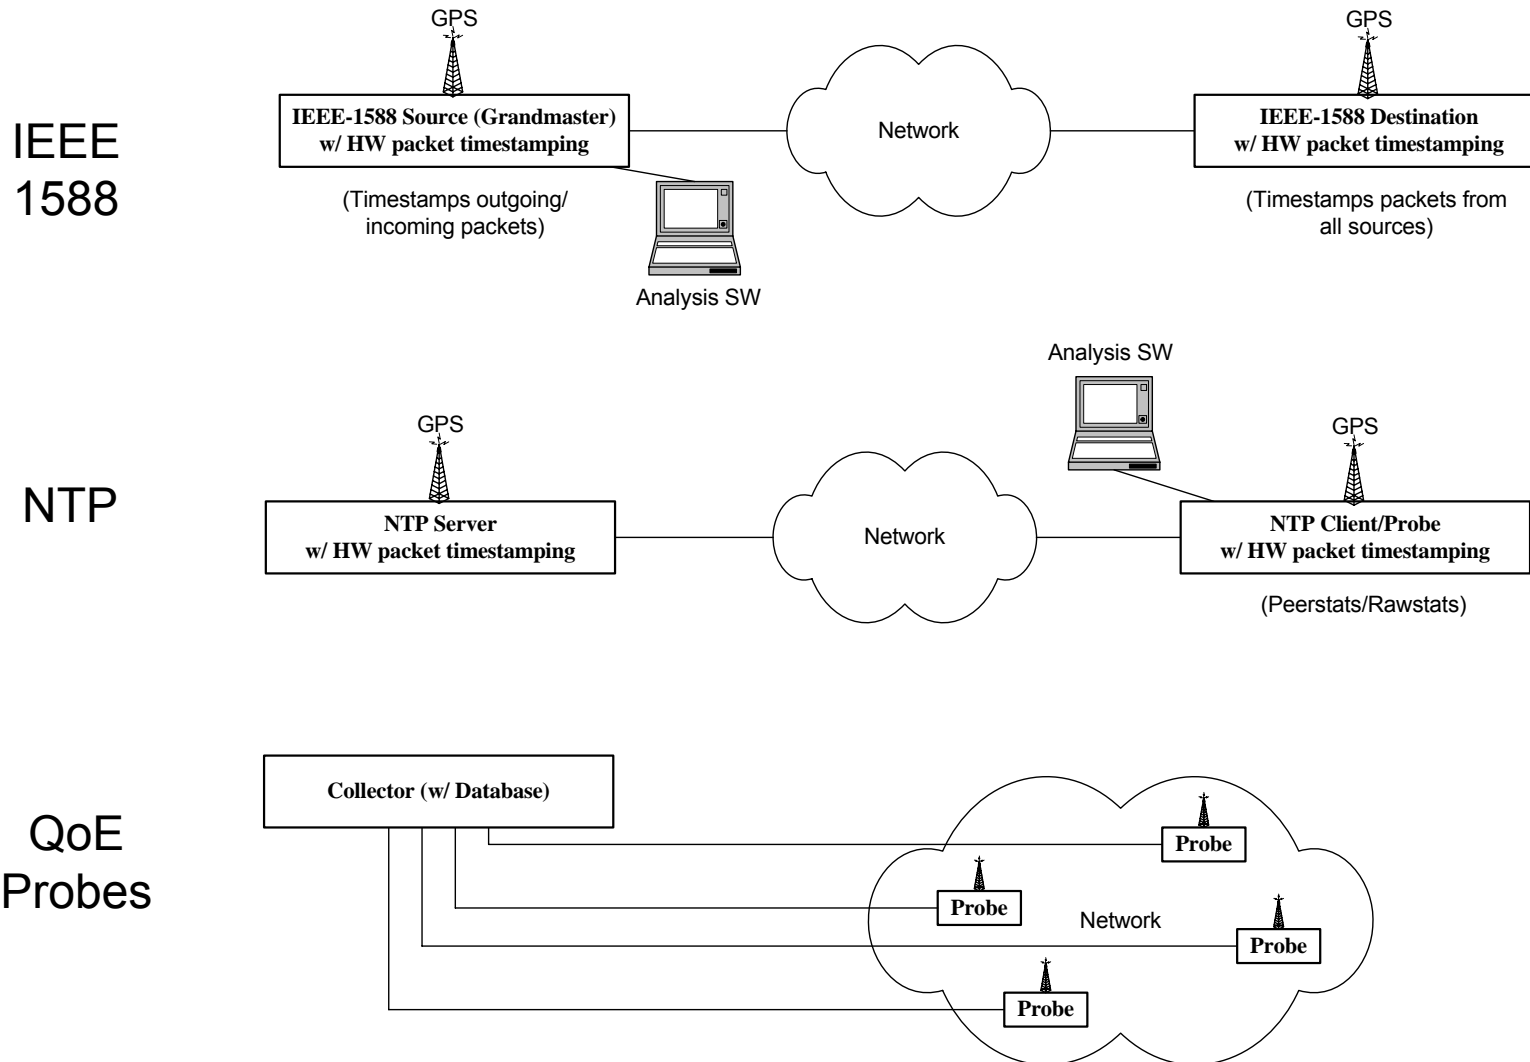 GPS
GPS
IEEE
1588
IEEE-1588 Source (Grandmaster)
w/ HW packet timestamping
Network
IEEE-1588 Destination
w/ HW packet timestamping
(Timestamps outgoing/
incoming packets)
(Timestamps packets from
all sources)
Analysis SW
Analysis SW
GPS
GPS
NTP
NTP Server
w/ HW packet timestamping
Network
NTP Client/Probe
w/ HW packet timestamping
(Peerstats/Rawstats)
QoE
Probes
Collector (w/ Database)
Probe
Probe
Network
Probe
Probe